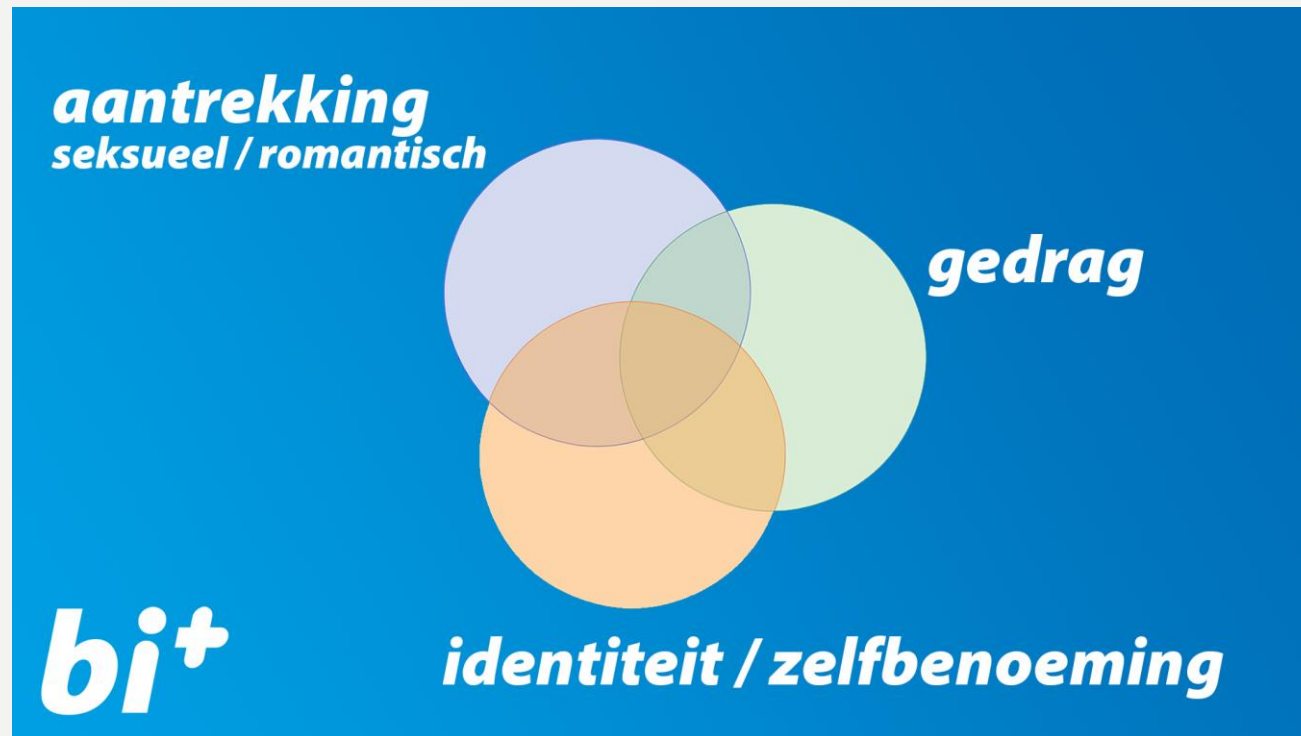 aantrekking
seksueel / romantisch
gedrag
identiteit / zelfbenoeming
bi+